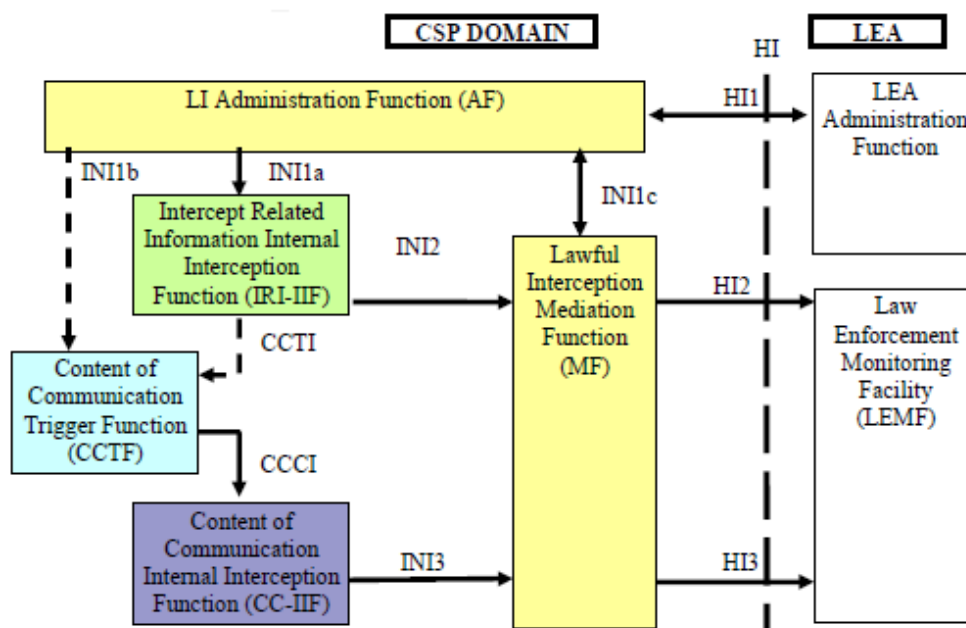 CSP DOMAIN
HI
LEA
LI Administration Function (AF)
HI1
LEA
Administration
Function
INI1b
INI1a
INI1c
Intercept Related
Information Internal
Interception
Function (IRI-IIF)
INI2
Lawful
Interception
Mediation
Function
(MF)
HI2
Law
Enforcement
Monitoring
Facility
(LEMF)
CCTI
Content of
Communication
Trigger Function
(CCTF)
CCCI
Content of
Communication
Internal Interception
Function (CC-IIF)
INI3
HI3